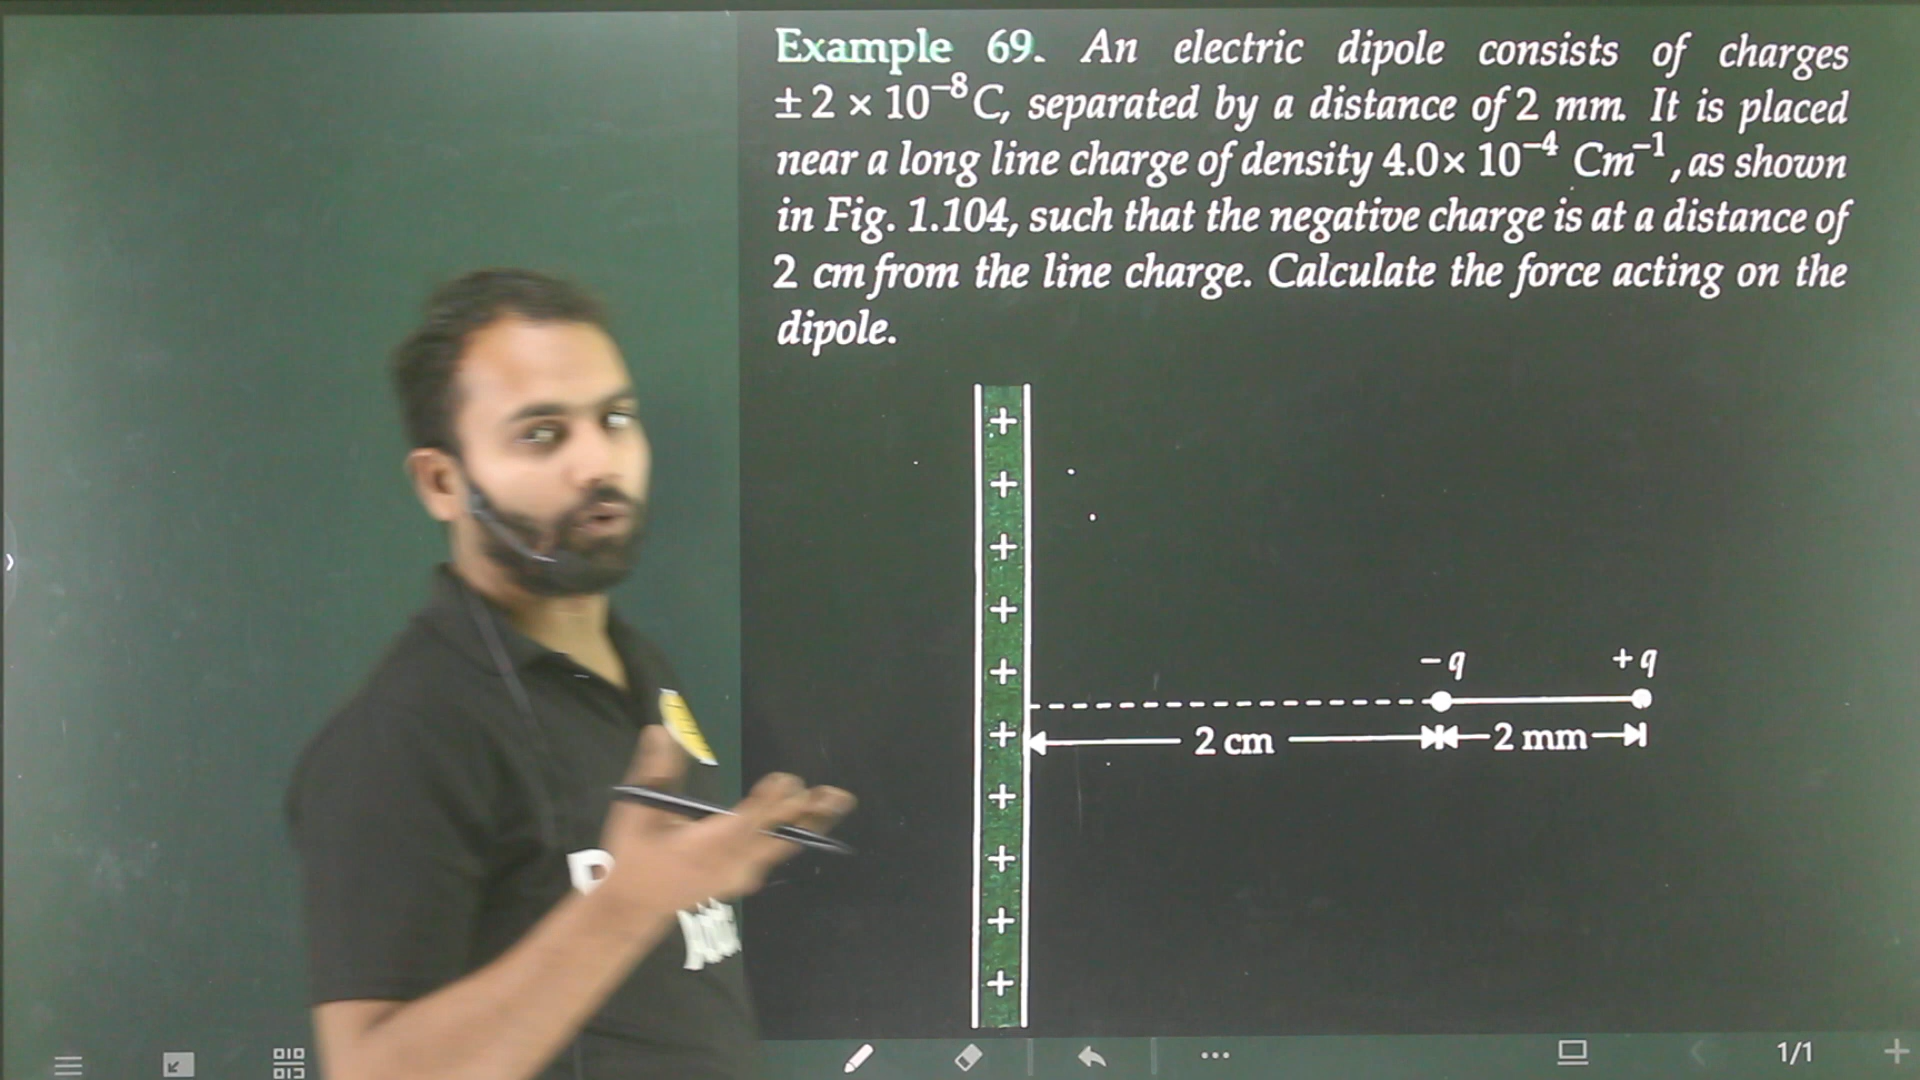 Example 69. An electric dipole consists of charges
± 2 × 10⁻⁸ C, separated by a distance of 2 mm. It is placed
near a long line charge of density 4.0× 10⁻⁴ Cm⁻¹, as shown
in Fig. 1.104, such that the negative charge is at a distance of
2 cm from the line charge. Calculate the force acting on the
dipole.
+
+
+
+
− q + q
+
2 cm 2 mm
+
+
+
+
+
1/1